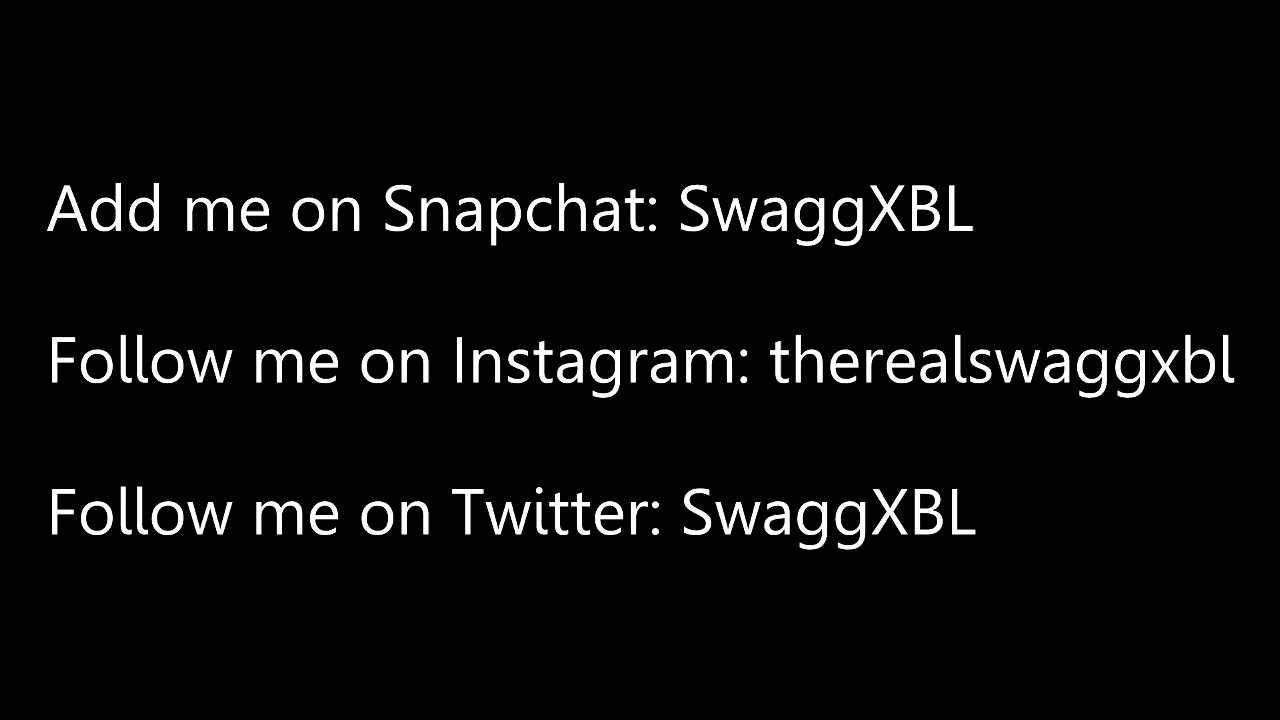 Add me on Snapchat: SwaggXBL
Follow me on Instagram: therealswaggxbl
Follow me on Twitter: SwaggXBL